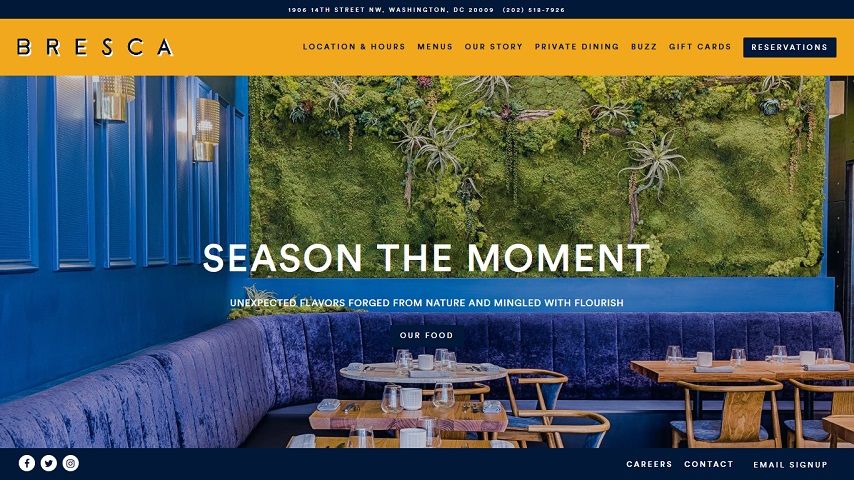 1906 14TH STREET NW, WASHINGTON, DC 20009 (202) 518-7926
BRESCA
LOCATION & HOURS MENUS OUR STORY PRIVATE DINING BUZZ GIFT CARDS RESERVATIONS
SEASON THE MOMENT
UNEXPECTED FLAVORS FORGED FROM NATURE AND MINGLED WITH FLOURISH
OUR FOOD
CAREERS CONTACT EMAIL SIGNUP